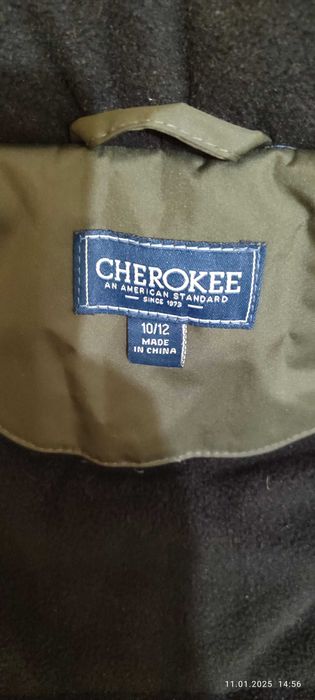 CHEROKEE
AN AMERICAN STANDARD
SINCE 1973
10/12
MADE
IN CHINA
11.01.2025 14:56